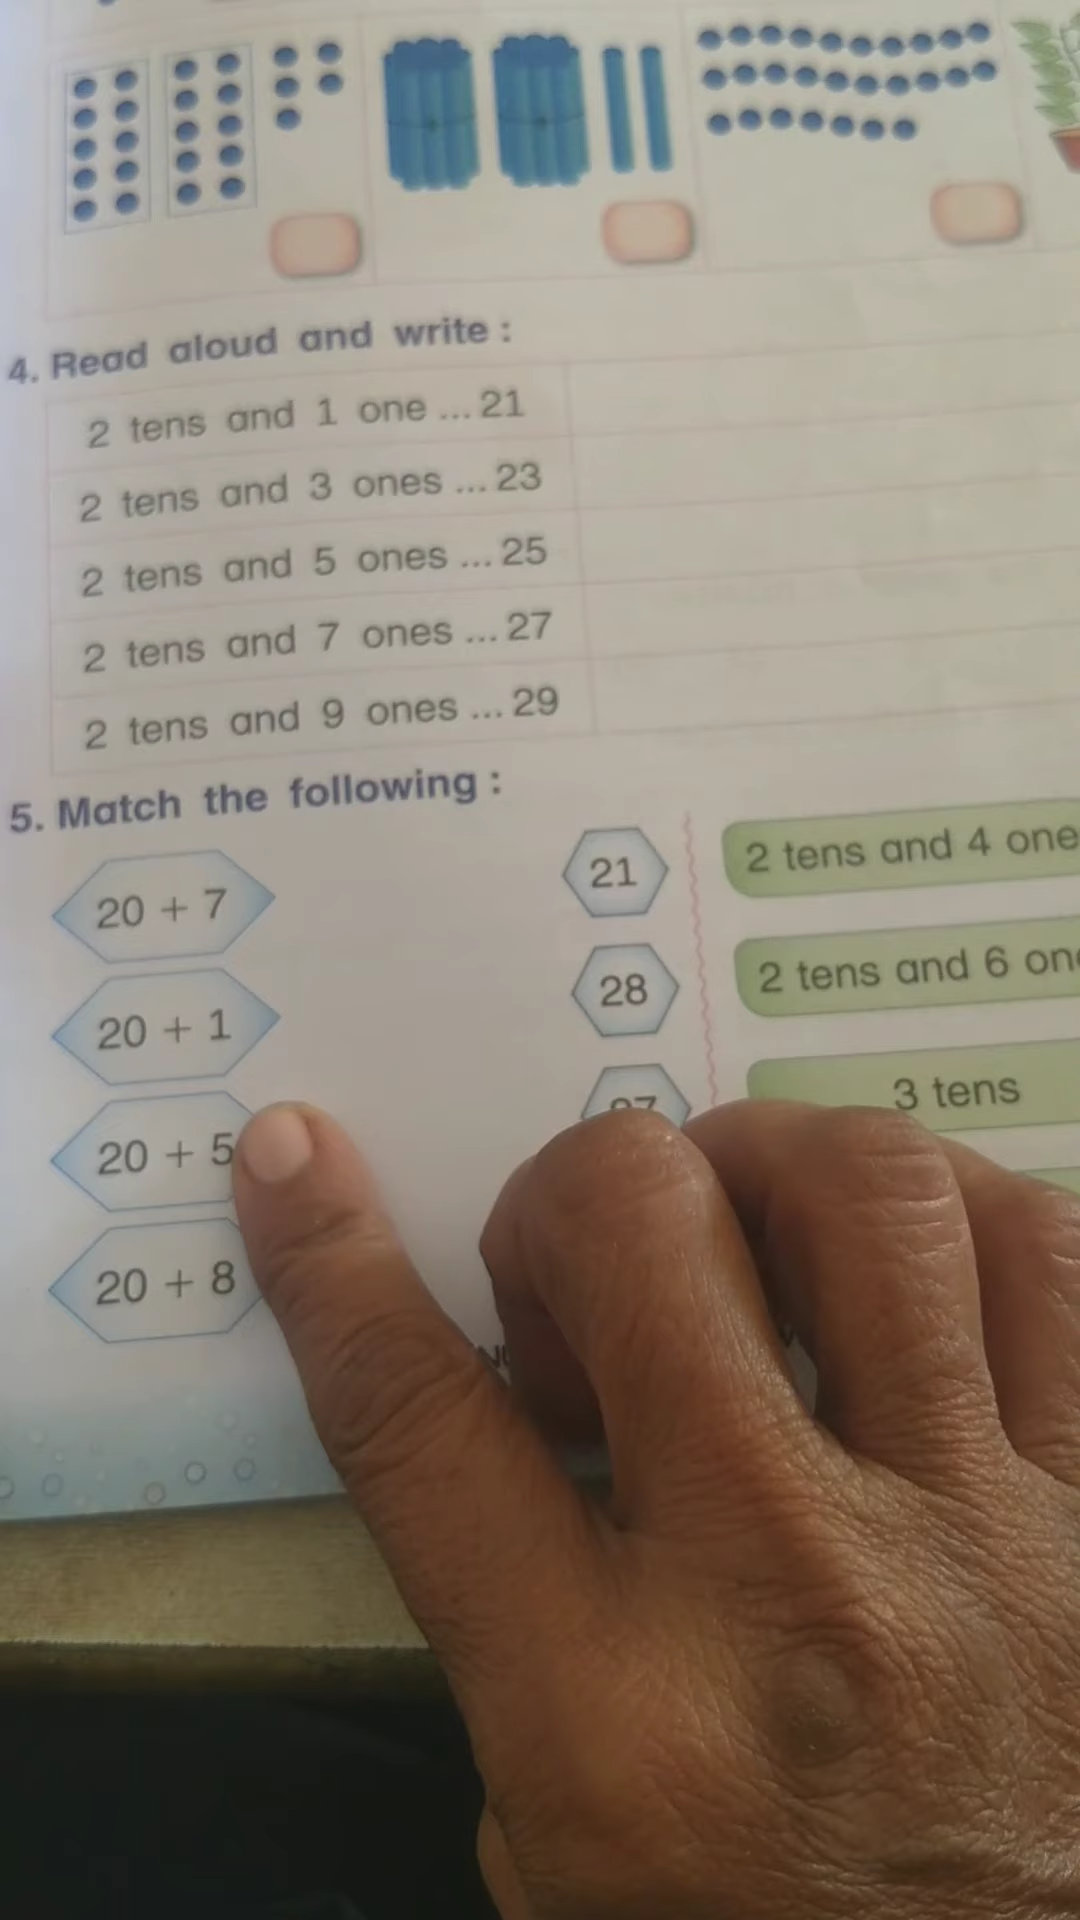 4. Read aloud and write :
2 tens and 1 one ... 21
2 tens and 3 ones ... 23
2 tens and 5 ones ... 25
2 tens and 7 ones ... 27
2 tens and 9 ones ... 29
5. Match the following :
20 + 7
20 + 1
20 + 5
20 + 8
21
28
2 tens and 4 one
2 tens and 6
3 tens